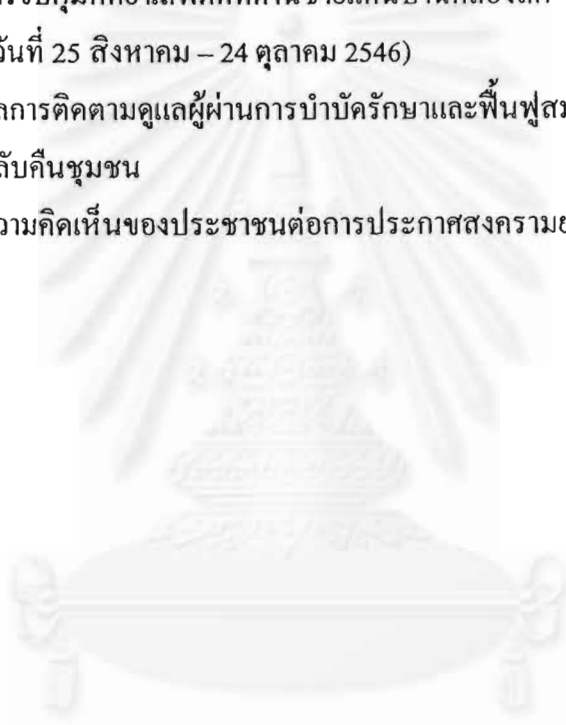 วันที่ 25 สิงหาคม – 24 ตุลาคม 2546)
ลการติดตามดูแลผู้ผ่านการบำบัดรักษาและฟื้นฟูสม
ลับคืนชุมชน
วามคิดเห็นของประชาชนต่อการประกาศสงครามย